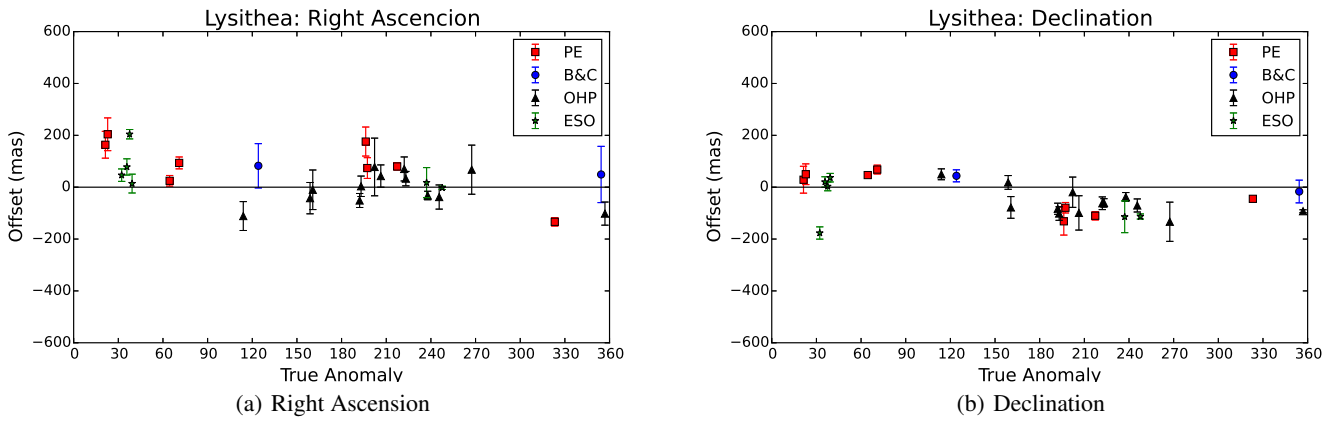 Lysithea: Right Ascencion
600
400
200
0
−200
−400
−600
Offset (mas)
PE
B&C
OHP
ESO
0 30 60 90 120 150 180 210 240 270 300 330 360
True Anomaly
(a) Right Ascension
Lysithea: Declination
600
400
200
0
−200
−400
−600
Offset (mas)
PE
B&C
OHP
ESO
0 30 60 90 120 150 180 210 240 270 300 330 360
True Anomaly
(b) Declination